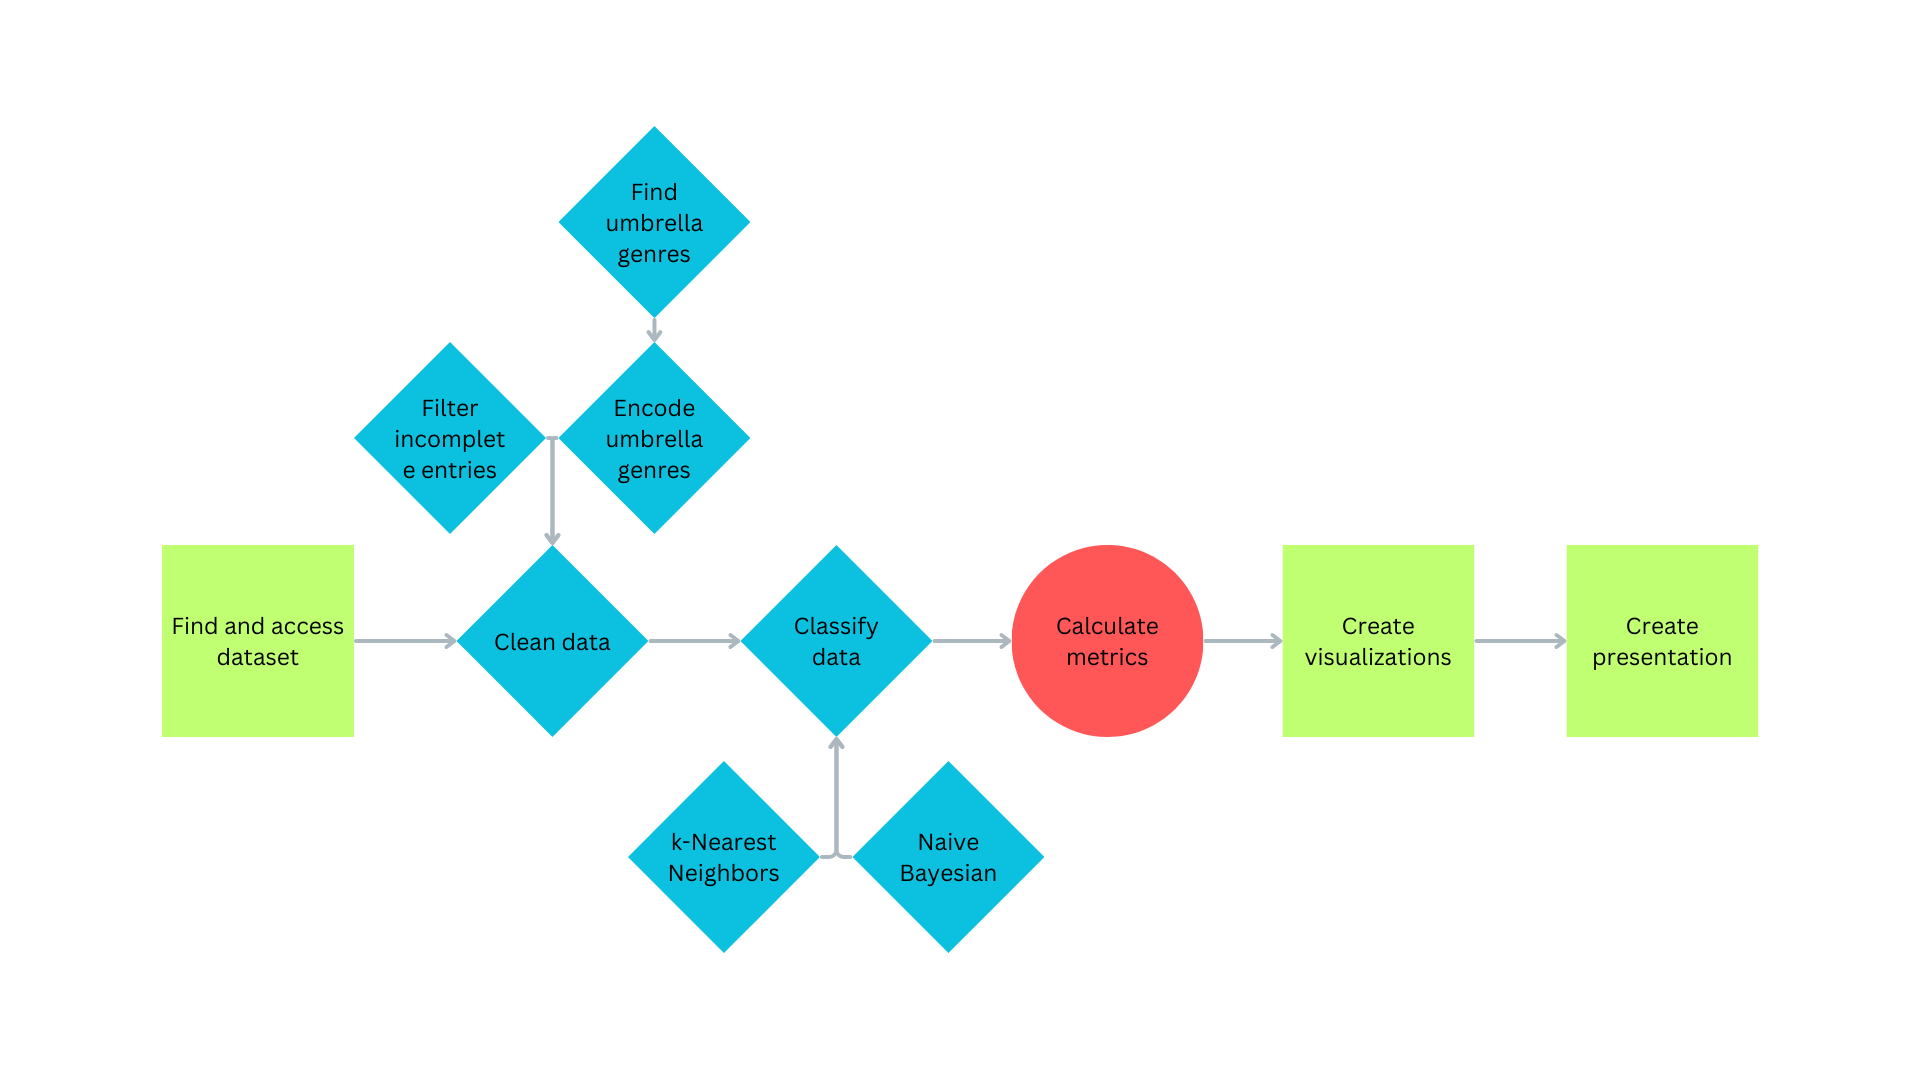 Find
umbrella
genres
Filter
incomplet
e entries
Encode
umbrella
genres
Find and access
dataset
Clean data
Classify
data
Calculate
metrics
Create
visualizations
Create
presentation
k-Nearest
Neighbors
Naive
Bayesian